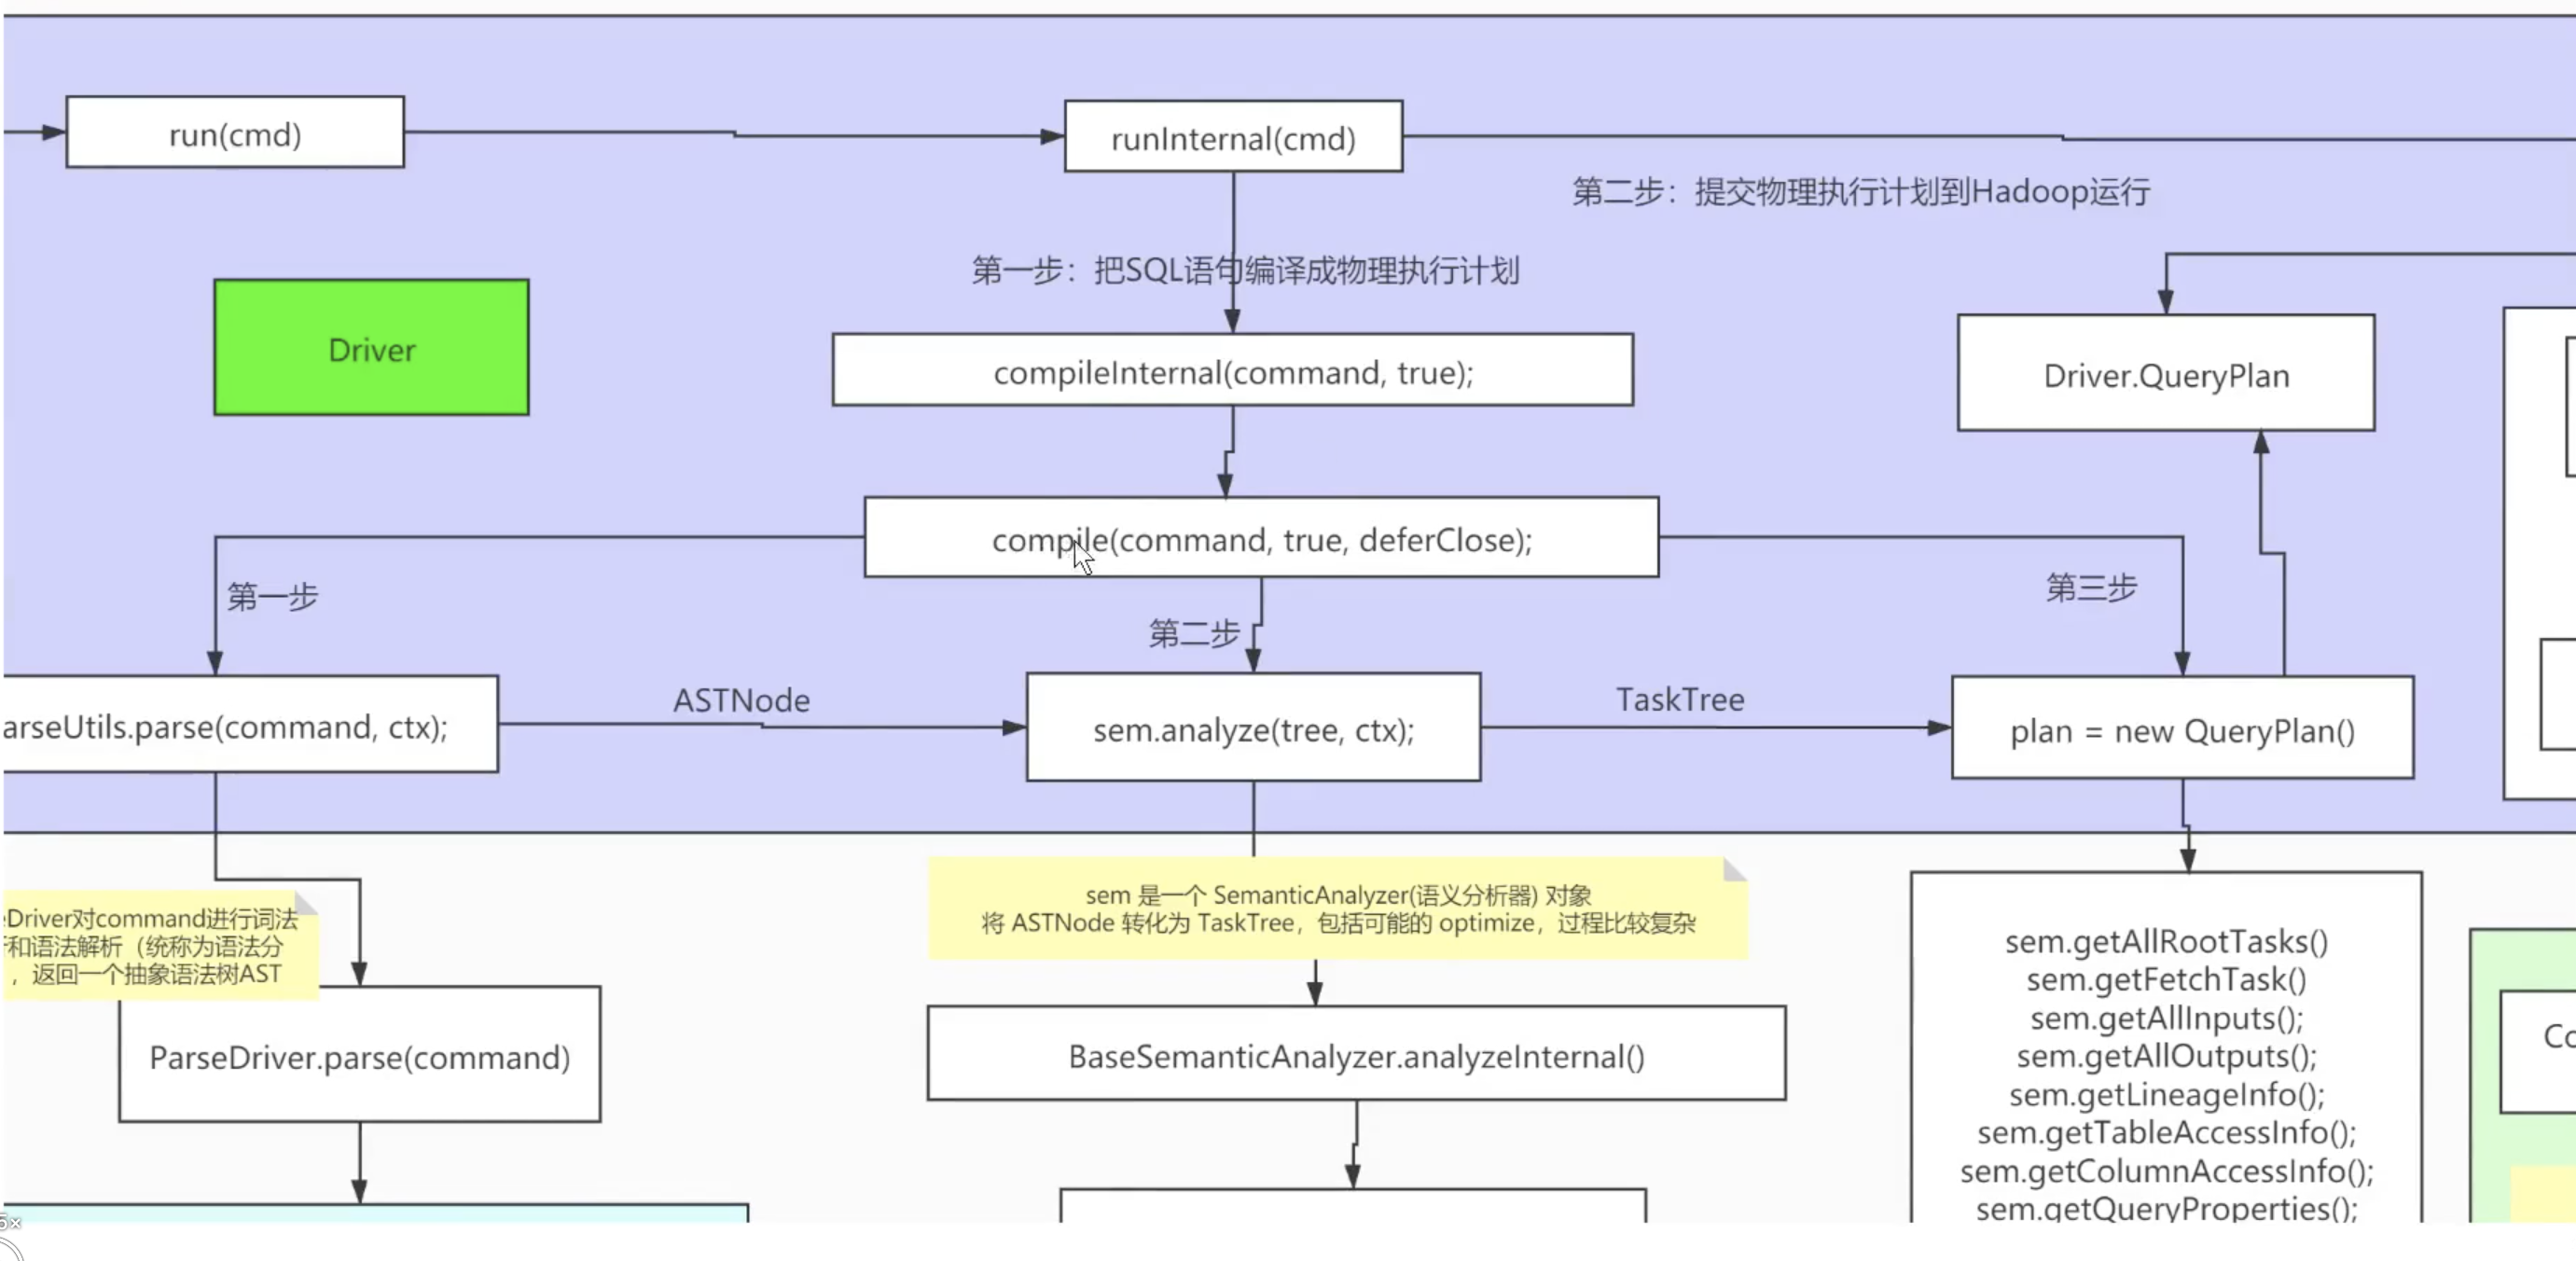 run(cmd)
runInternal(cmd)
第二步：提交物理执行计划到Hadoop运行
第一步：把SQL语句编译成物理执行计划
Driver
compileInternal(command, true);
Driver.QueryPlan
compile(command, true, deferClose);
第一步
第二步
第三步
arseUtils.parse(command, ctx);
ASTNode
sem.analyze(tree, ctx);
TaskTree
plan = new QueryPlan()
eDriver对command进行词法
和语法解析（统称为语法分
，返回一个抽象语法树AST
sem 是一个 SemanticAnalyzer(语义分析器) 对象
将 ASTNode 转化为 TaskTree，包括可能的 optimize，过程比较复杂
ParseDriver.parse(command)
BaseSemanticAnalyzer.analyzeInternal()
sem.getAllRootTasks()
sem.getFetchTask()
sem.getAllInputs();
sem.getAllOutputs();
sem.getLineageInfo();
sem.getTableAccessInfo();
sem.getColumnAccessInfo();
sem.getQueryProperties();
Co